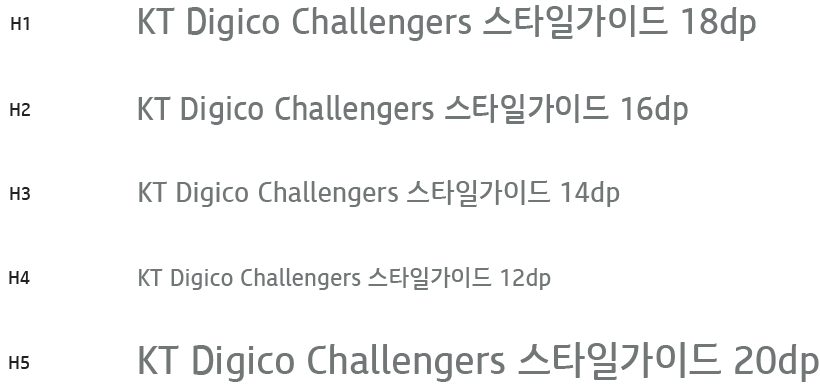 H1 KT Digico Challengers 스타일가이드 18dp
H2 KT Digico Challengers 스타일가이드 16dp
H3 KT Digico Challengers 스타일가이드 14dp
H4 KT Digico Challengers 스타일가이드 12dp
H5 KT Digico Challengers 스타일가이드 20dp